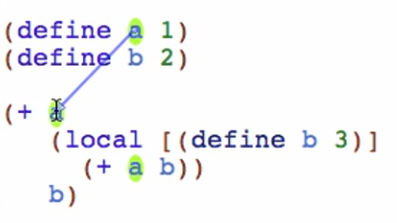 (define a 1)
(define b 2)
(+ a
(local [(define b 3)]
(+ a b))
b)